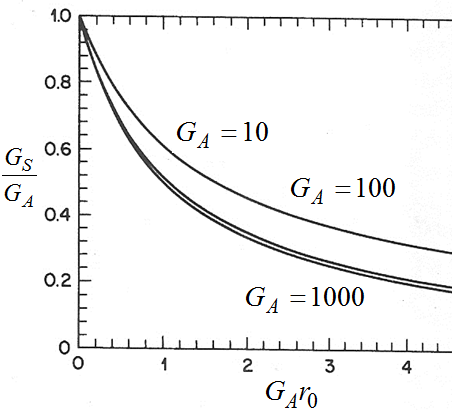 1.0
0.8
G_A = 10
0.6
G_S/G_A
G_A = 100
0.4
0.2
G_A = 1000
0
0 1 2 3 4
G_A r_0